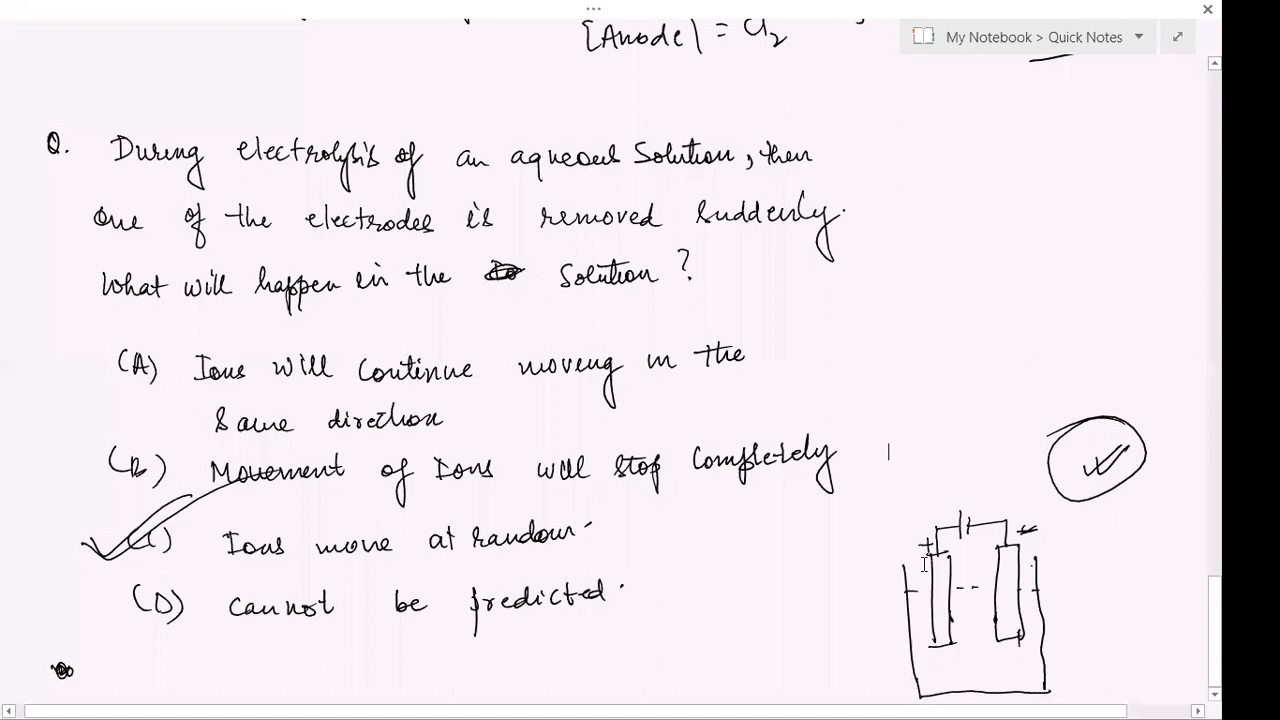 [Anode] = Cl2
My Notebook > Quick Notes
Q. During electrolysis of an aqueous Solution, then
one of the electrodes is removed suddenly.
What will happen in the Solution?
(A) Ions will continue moving in the
same direction
(B) Movement of Ions will stop completely
(C) Ions move at random
(D) cannot be predicted.
+